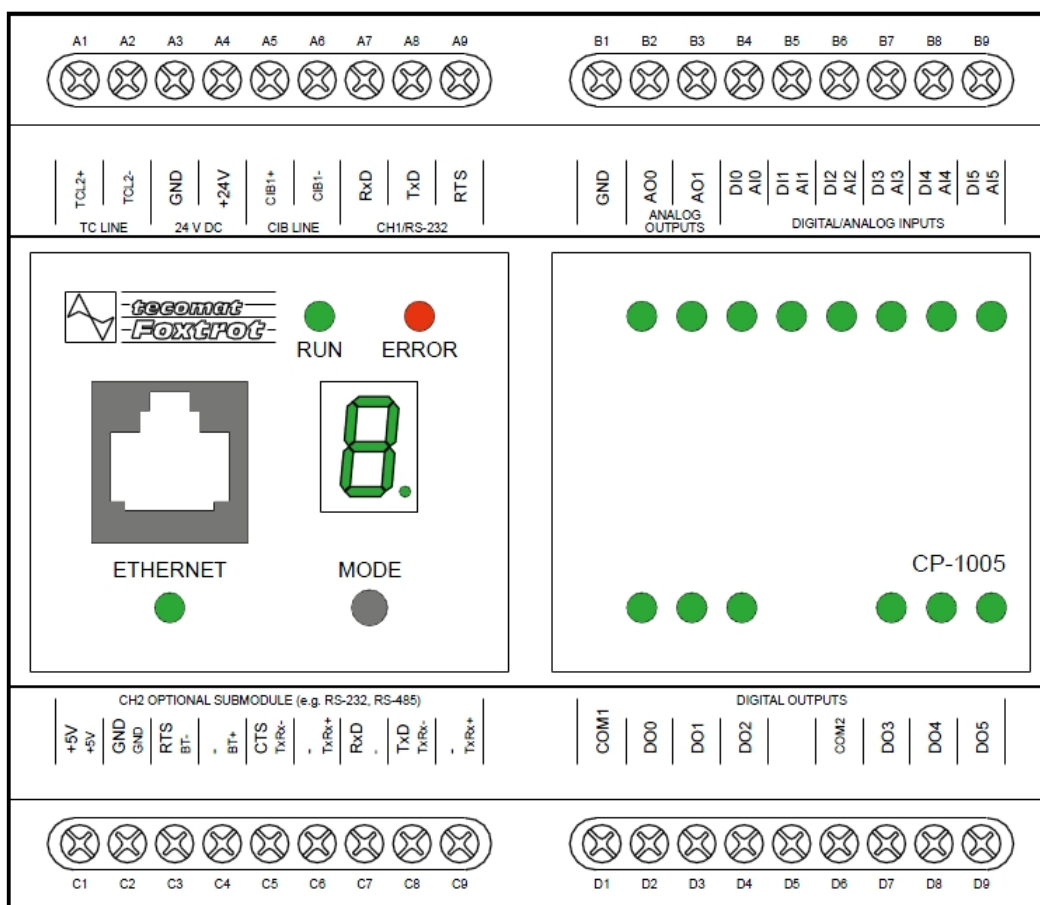 A1 A2 A3 A4 A5 A6 A7 A8 A9 B1 B2 B3 B4 B5 B6 B7 B8 B9
TCL2+ TCL2- GND +24V CIB1+ CIB1- RxD TxD RTS
TC LINE 24 V DC CIB LINE CH1/RS-232
GND AO0 AO1 DI0 AI0 DI1 AI1 DI2 AI2 DI3 AI3 DI4 AI4 DI5 AI5
ANALOG
OUTPUTS
DIGITAL/ANALOG INPUTS
tecomat
Foxtrot
RUN ERROR
8.
ETHERNET MODE
CP-1005
CH2 OPTIONAL SUBMODULE (e.g. RS-232, RS-485)
+5V GND RTS - CTS - RxD TxD -
+5V GND BT- BT+ TxRx- TxRx+ - TxRx- TxRx+
DIGITAL OUTPUTS
COM1 DO0 DO1 DO2 COM2 DO3 DO4 DO5
C1 C2 C3 C4 C5 C6 C7 C8 C9 D1 D2 D3 D4 D5 D6 D7 D8 D9